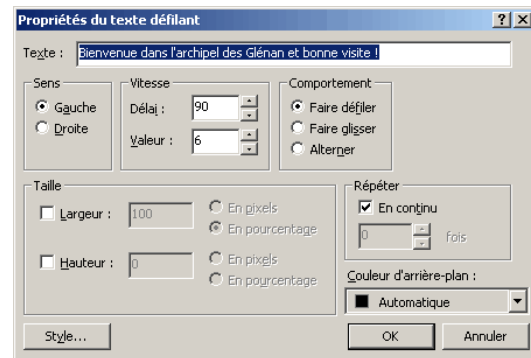 Propriétés du texte défilant
Texte : Bienvenue dans l'archipel des Glénan et bonne visite !
Sens
Gauche
Droite
Vitesse
Délai : 90
Valeur : 6
Comportement
Faire défiler
Faire glisser
Alterner
Taille
Largeur : 100
En pixels
En pourcentage
Hauteur : 0
En pixels
En pourcentage
Répéter
En continu
0 fois
Couleur d'arrière-plan :
Automatique
Style...
OK
Annuler